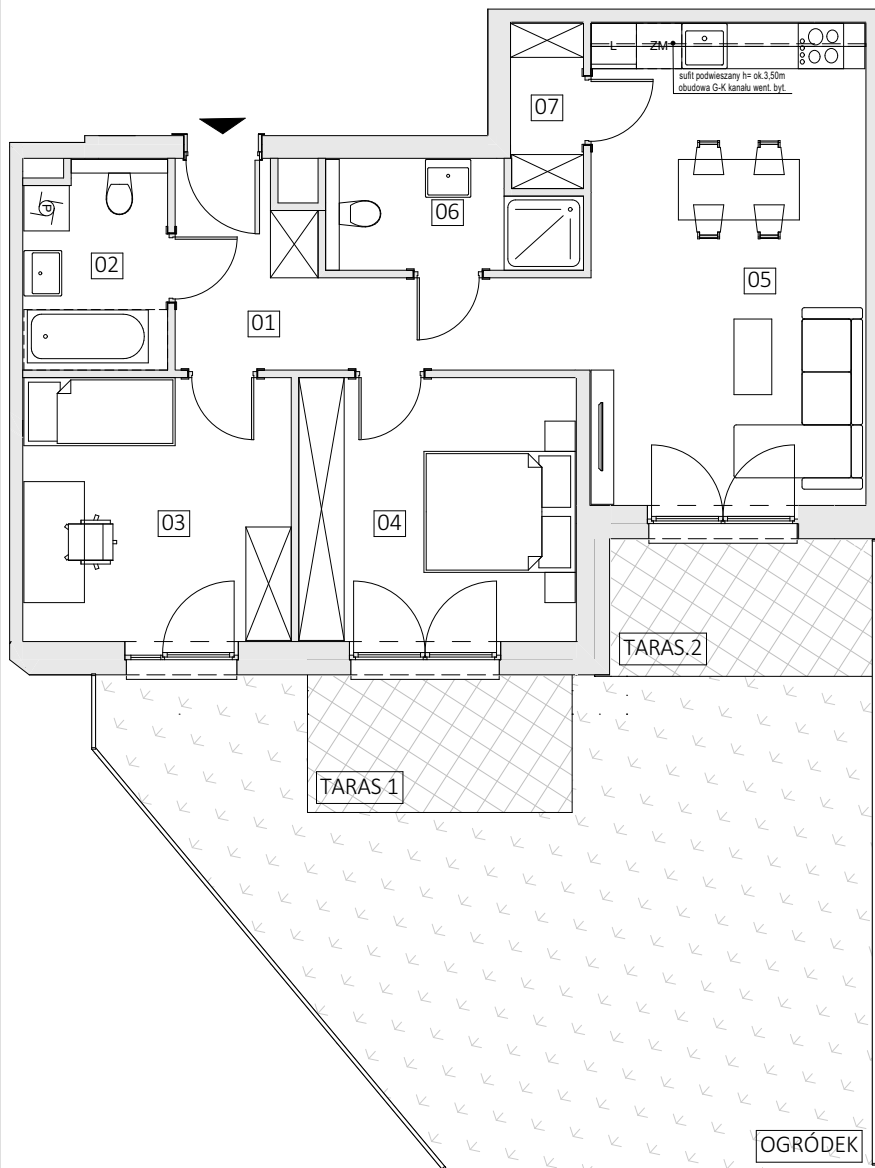 L
ZM
sufit podwieszany h= ok.3,50m
obudowa G-K kanału went. byt.
07
06
02
05
01
03
04
TARAS.2
TARAS 1
OGRÓDEK